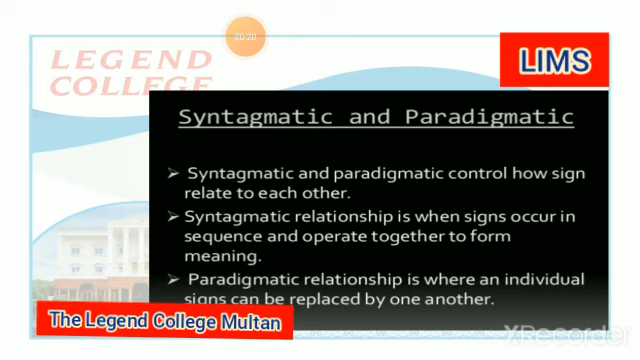 20:20
LEGEND
COLLEGE
LIMS
Syntagmatic and Paradigmatic
➢ Syntagmatic and paradigmatic control how sign
relate to each other.
➢ Syntagmatic relationship is when signs occur in
sequence and operate together to form
meaning.
➢ Paradigmatic relationship is where an individual
signs can be replaced by one another.
The Legend College Multan
XRecorder